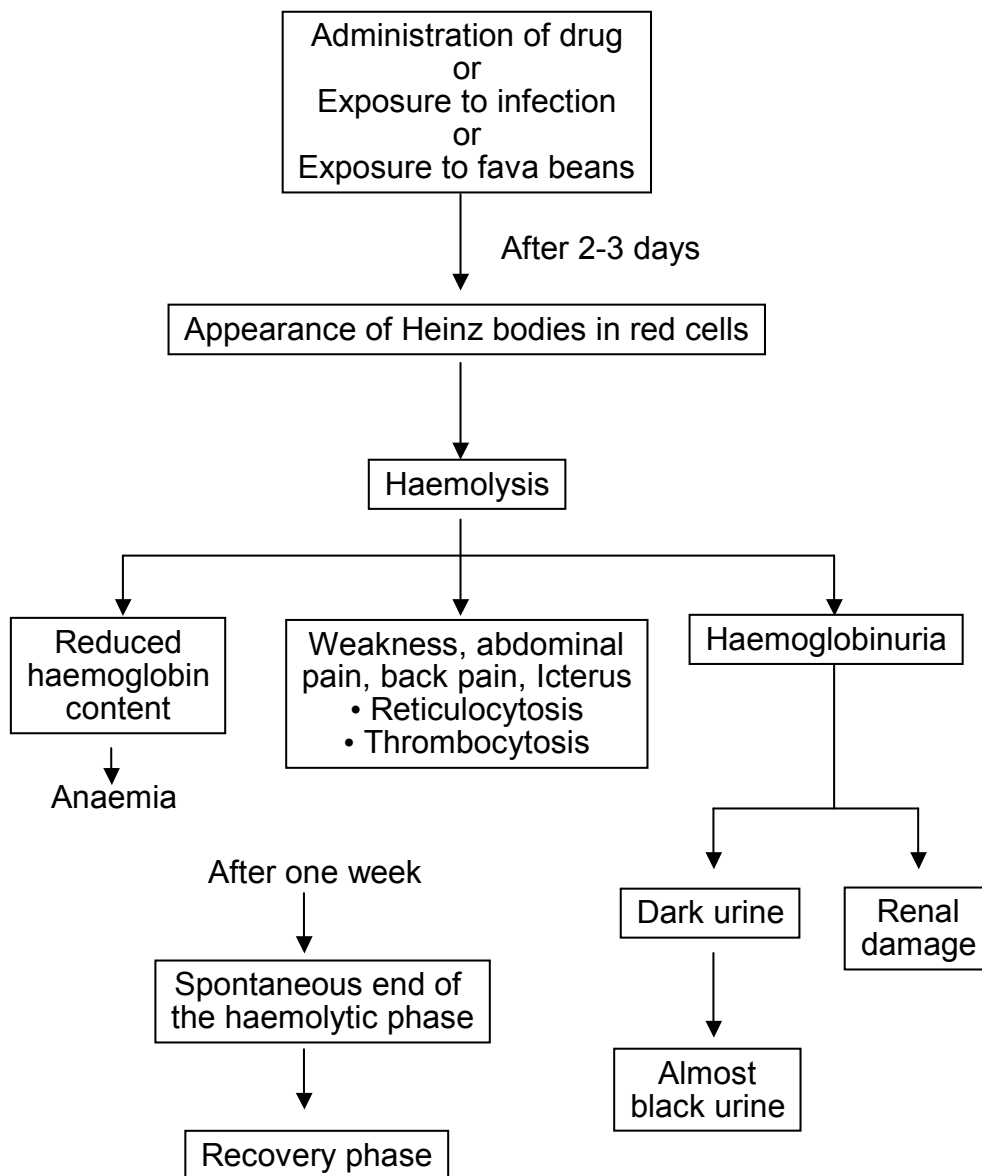 Administration of drug
or
Exposure to infection
or
Exposure to fava beans
After 2-3 days
Appearance of Heinz bodies in red cells
Haemolysis
Reduced
haemoglobin
content
Anaemia
Weakness, abdominal
pain, back pain, Icterus
• Reticulocytosis
• Thrombocytosis
Haemoglobinuria
Dark urine
Almost
black urine
Renal
damage
After one week
Spontaneous end of
the haemolytic phase
Recovery phase